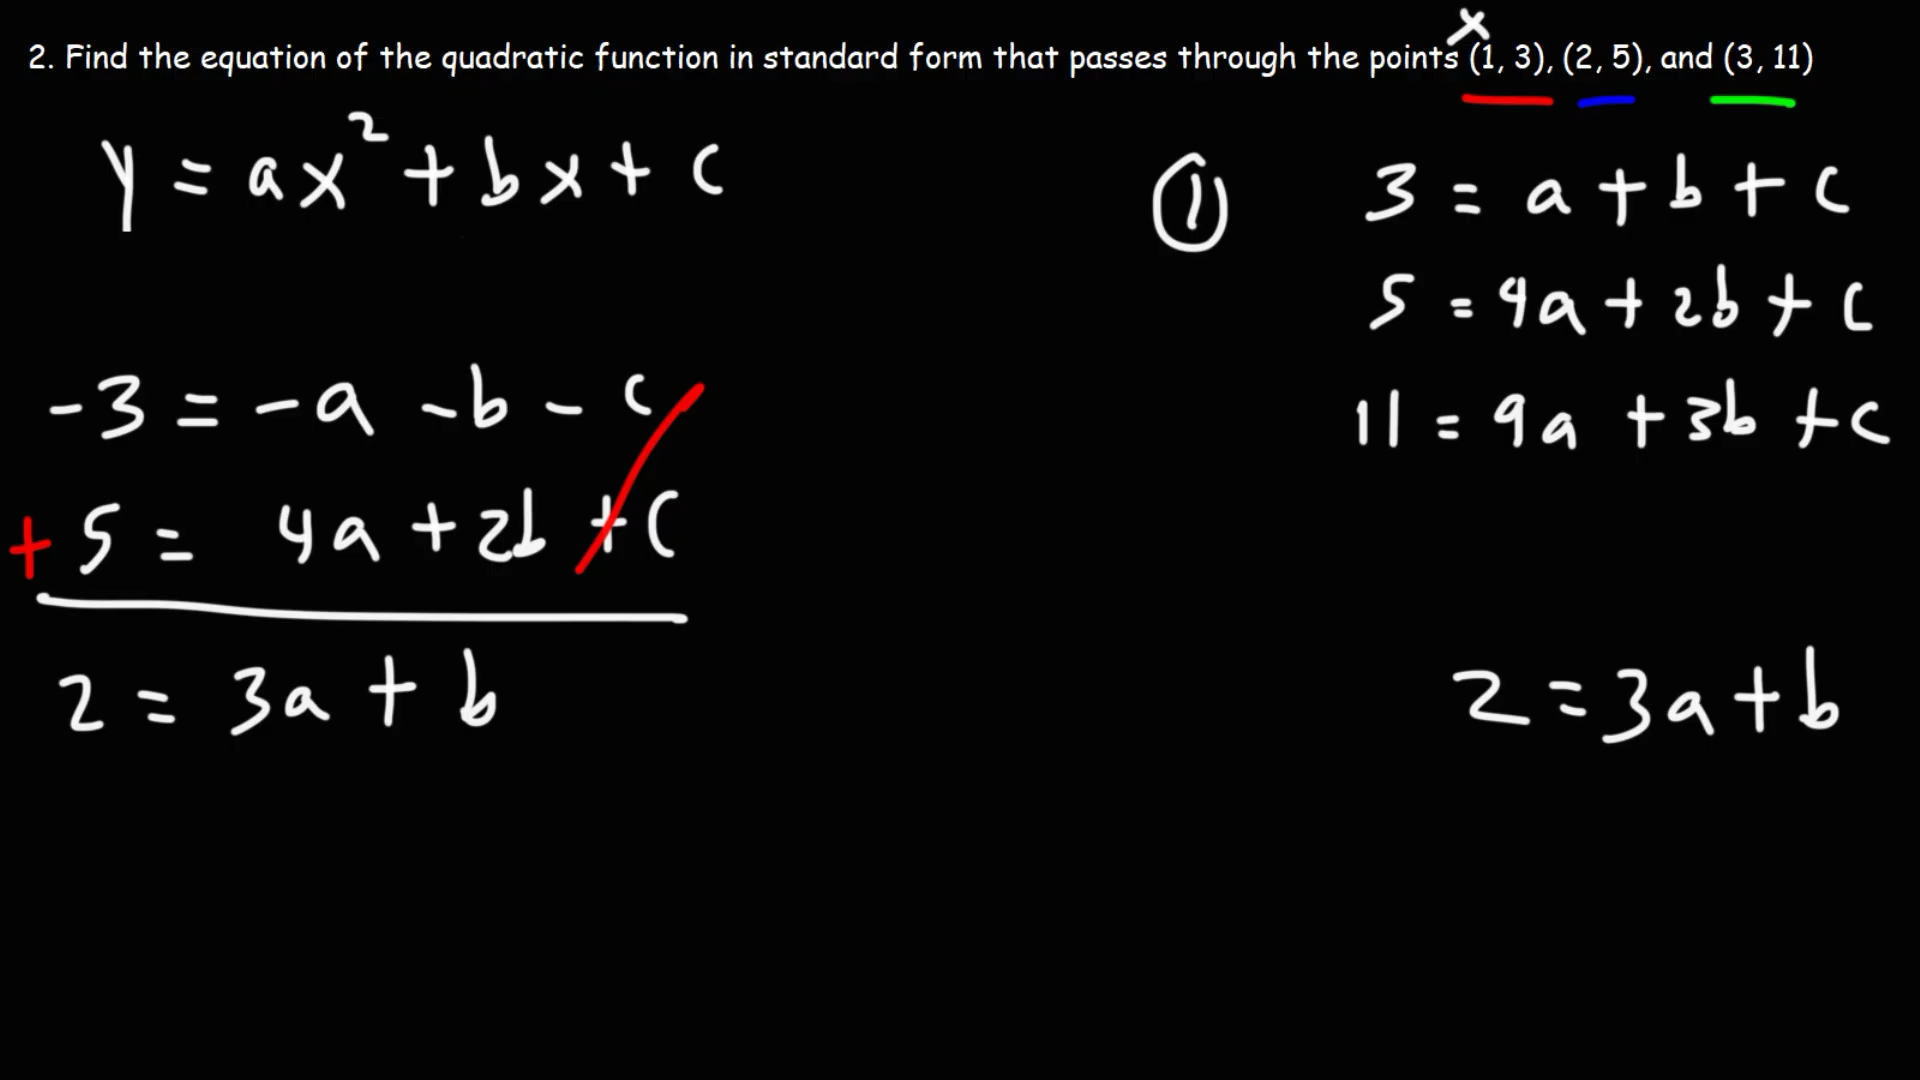 x
2. Find the equation of the quadratic function in standard form that passes through the points (1, 3), (2, 5), and (3, 11)
y = ax² + bx + c
① 3 = a + b + c
5 = 4a + 2b + c
11 = 9a + 3b + c
-3 = -a - b - c
+ 5 = 4a + 2b + c
2 = 3a + b
2 = 3a + b